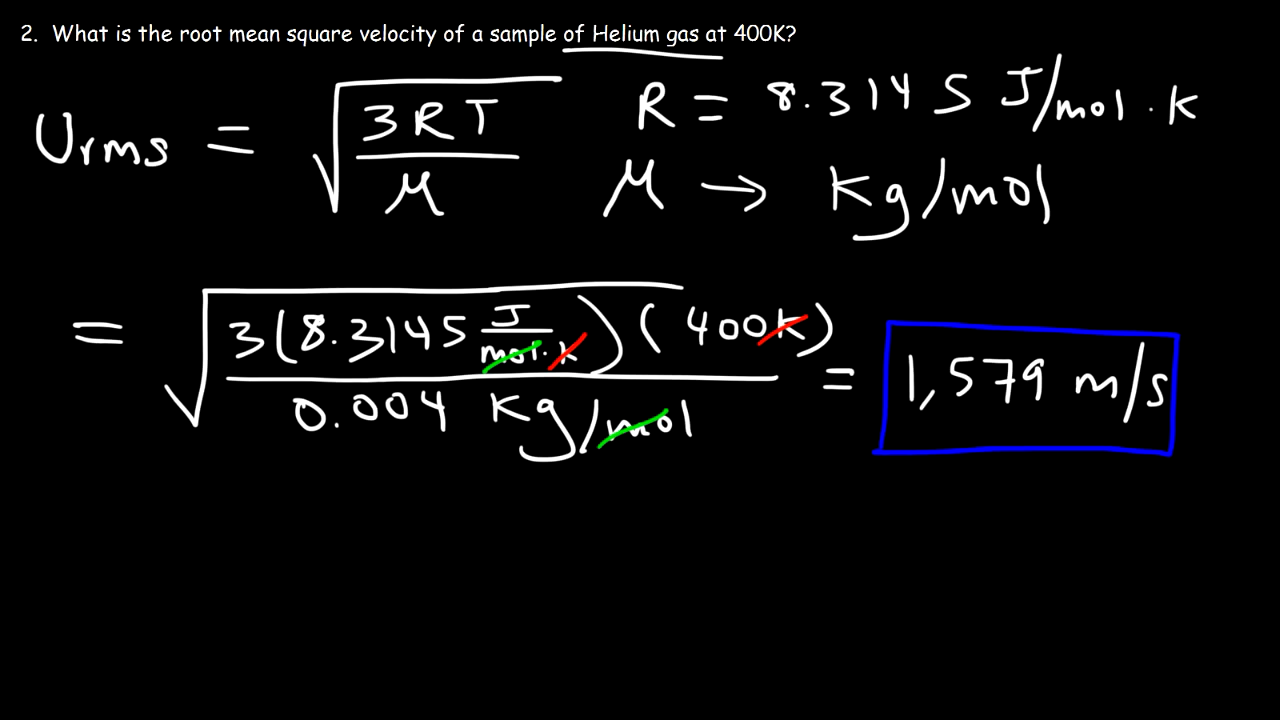 2. What is the root mean square velocity of a sample of Helium gas at 400K?
Urms = √(3RT/M) R = 8.3145 J/mol·K
M → Kg/mol
= √(3(8.3145 J/mol·K)(400K)/0.004 Kg/mol) = 1,579 m/s